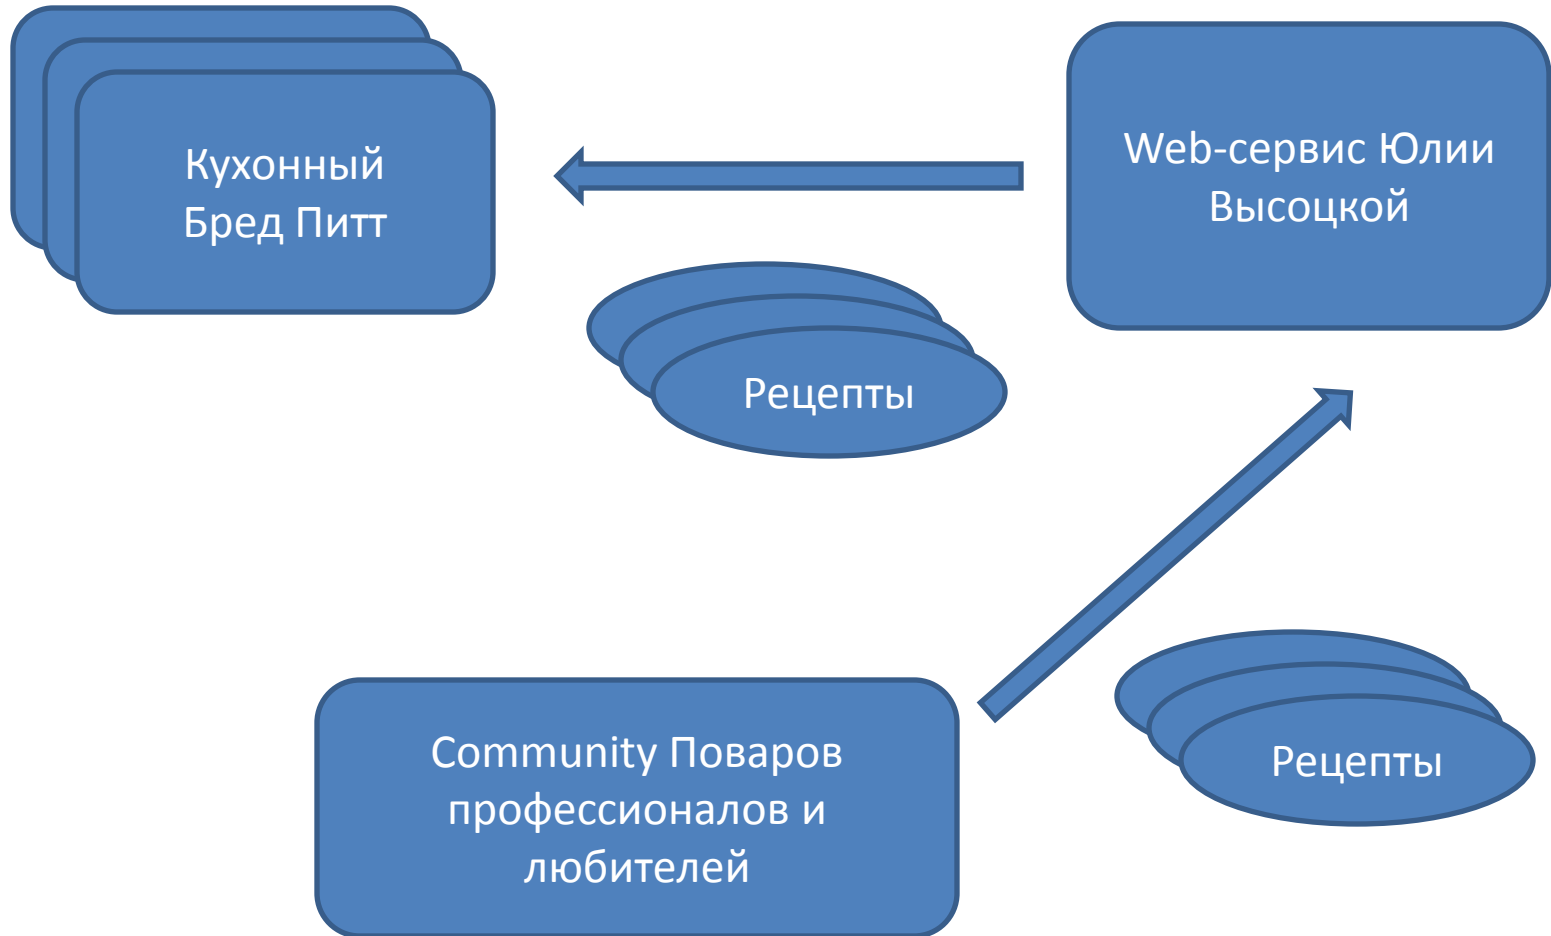 Кухонный
Бред Питт
Web-сервис Юлии
Высоцкой
Рецепты
Community Поваров
профессионалов и
любителей
Рецепты